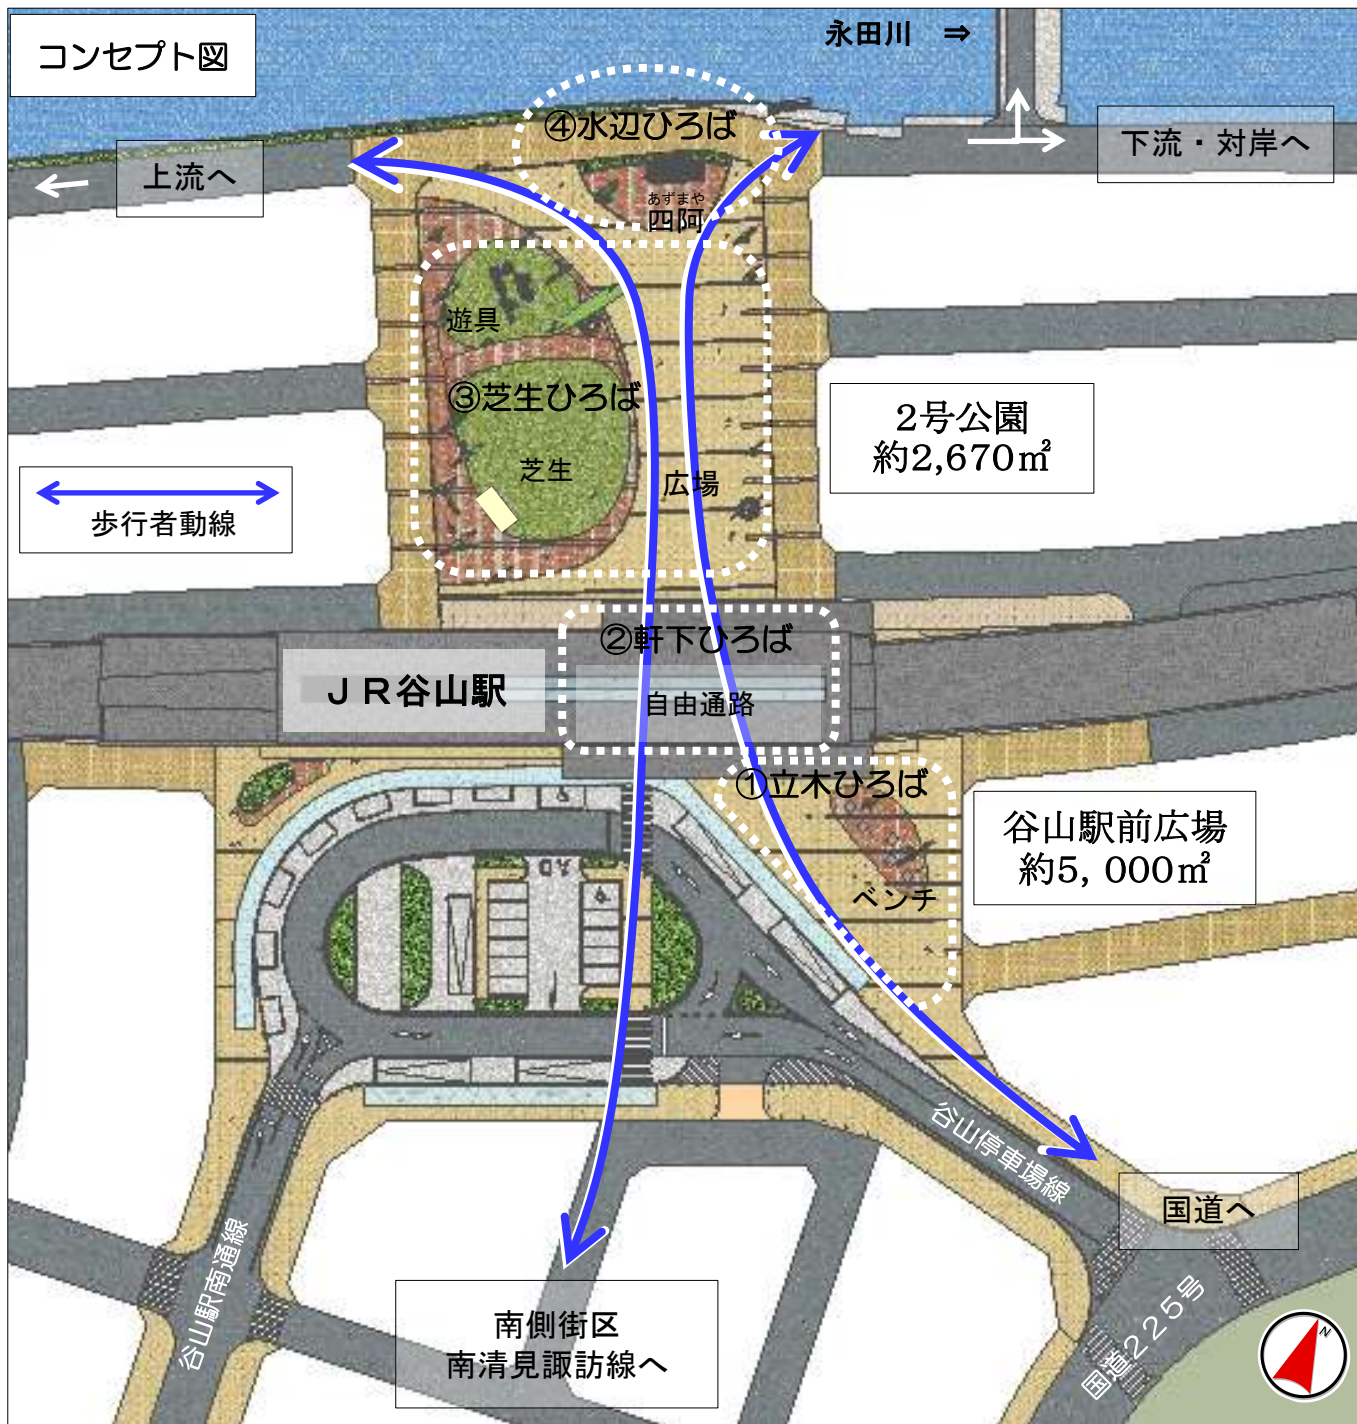 コンセプト図
永田川 ⇒
④水辺ひろば
上流へ
下流・対岸へ
あずまや
四阿
遊具
③芝生ひろば
芝生
広場
2号公園
約2,670㎡
歩行者動線
②軒下ひろば
JR谷山駅
自由通路
①立木ひろば
ベンチ
谷山駅前広場
約5,000㎡
谷山停車場線
国道へ
谷山駅南通線
国道225号
南側街区
南清見諏訪線へ
N